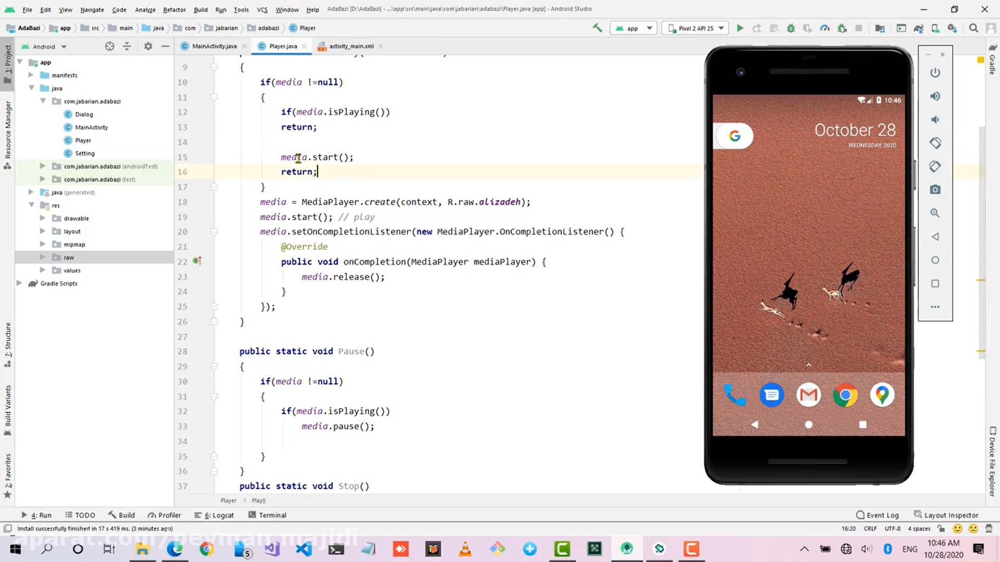 File Edit View Navigate Code Analyze Refactor Build Run Tools VCS Window Help AdaBazi [D:\AdaBazi] - ...\app\src\main\java\com\jabarian\adabazi\Player.java [app] - Android Studio
AdaBazi app src main java com jabarian adabazi Player app Pixel 2 API 25
Android MainActivity.java Player.java activity_main.xml
1: Project
Resource Manager
7: Structure
Build Variants
2: Favorites
app
manifests
java
com.jabarian.adabazi
Dialog
MainActivity
Player
Setting
com.jabarian.adabazi (androidTest)
com.jabarian.adabazi (test)
java (generated)
res
drawable
layout
mipmap
raw
values
Gradle Scripts
9 {
10 if(media !=null)
11 {
12 if(media.isPlaying())
13 return;
14
15 media.start();
16 return;
17 }
18 media = MediaPlayer.create(context, R.raw.alizadeh);
19 media.start(); // play
20 media.setOnCompletionListener(new MediaPlayer.OnCompletionListener() {
21 @Override
22 public void onCompletion(MediaPlayer mediaPlayer) {
23 media.release();
24 }
25 });
26 }
27
28 public static void Pause()
29 {
30 if(media !=null)
31 {
32 if(media.isPlaying())
33 media.pause();
34
35 }
36 }
37 public static void Stop()
Player Play()
10:46
October 28
WEDNESDAY, 2020
Gradle
Device File Explorer
4: Run TODO Build Profiler 6: Logcat Terminal Event Log Layout Inspector
Install successfully finished in 17 s 419 ms. (3 minutes ago) 16:20 CRLF UTF-8 4 spaces
aparat.com/peyman.majidi
5 ENG 10:46 AM
10/28/2020